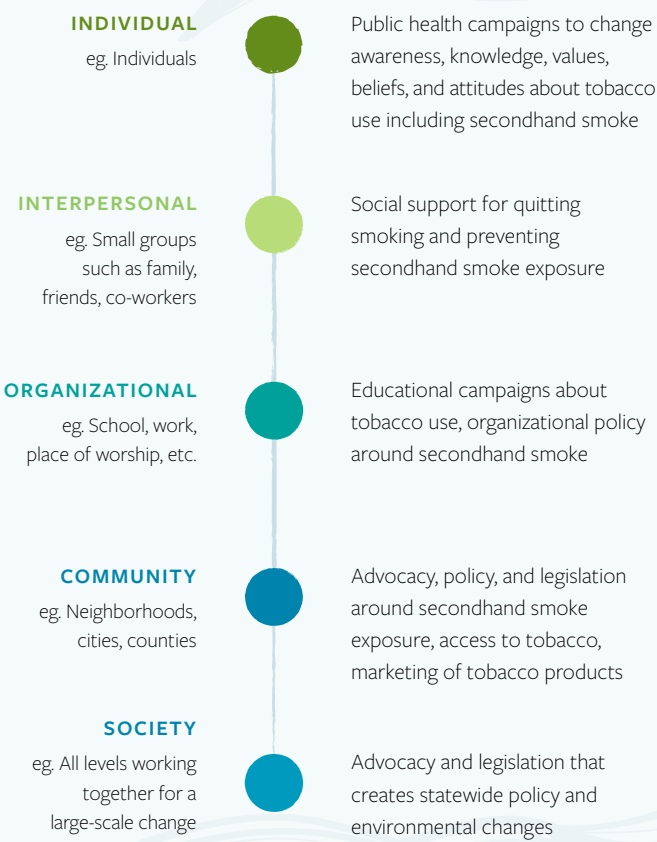 INDIVIDUAL
eg. Individuals
Public health campaigns to change
awareness, knowledge, values,
beliefs, and attitudes about tobacco
use including secondhand smoke
INTERPERSONAL
eg. Small groups
such as family,
friends, co-workers
Social support for quitting
smoking and preventing
secondhand smoke exposure
ORGANIZATIONAL
eg. School, work,
place of worship, etc.
Educational campaigns about
tobacco use, organizational policy
around secondhand smoke
COMMUNITY
eg. Neighborhoods,
cities, counties
Advocacy, policy, and legislation
around secondhand smoke
exposure, access to tobacco,
marketing of tobacco products
SOCIETY
eg. All levels working
together for a
large-scale change
Advocacy and legislation that
creates statewide policy and
environmental changes